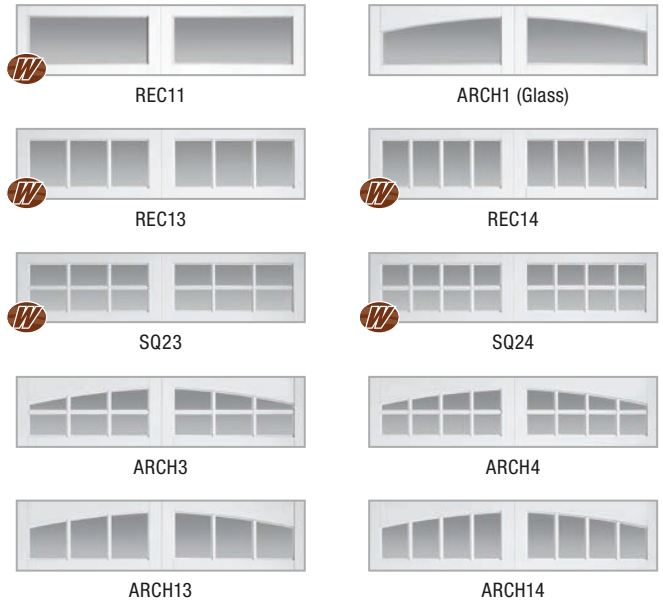 REC11
ARCH1 (Glass)
W
REC13
W
REC14
W
SQ23
W
SQ24
W
ARCH3
ARCH4
ARCH13
ARCH14